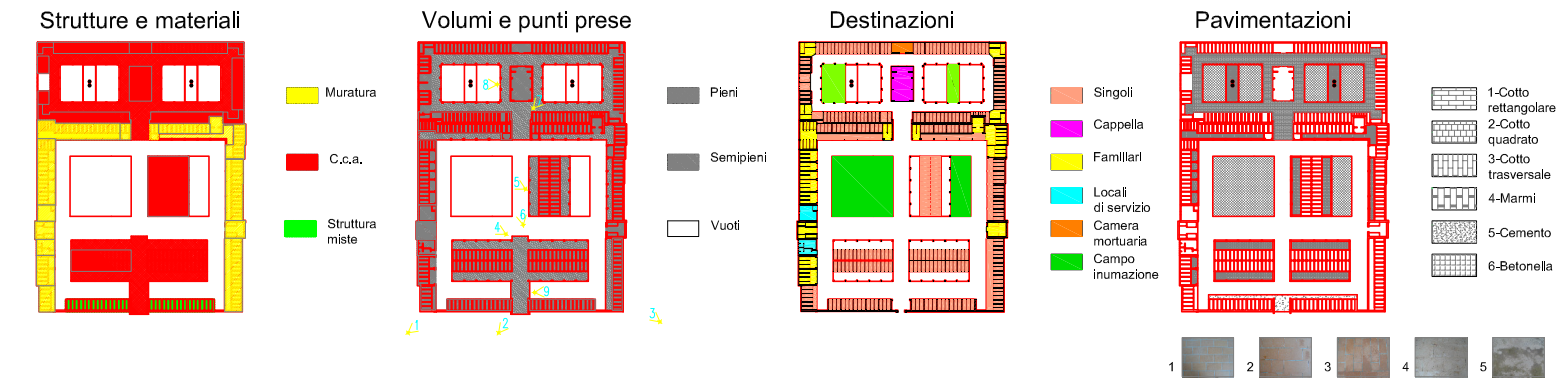 Strutture e materiali
Muratura
C.c.a.
Struttura
miste
Volumi e punti prese
8
5
6
4
9
1
2
3
Pieni
Semipieni
Vuoti
Destinazioni
Singoli
Cappella
FamIlIarI
Locali
di servizio
Camera
mortuaria
Campo
inumazione
Pavimentazioni
1-Cotto
rettangolare
2-Cotto
quadrato
3-Cotto
trasversale
4-Marmi
5-Cemento
6-Betonella
1 2 3 4 5